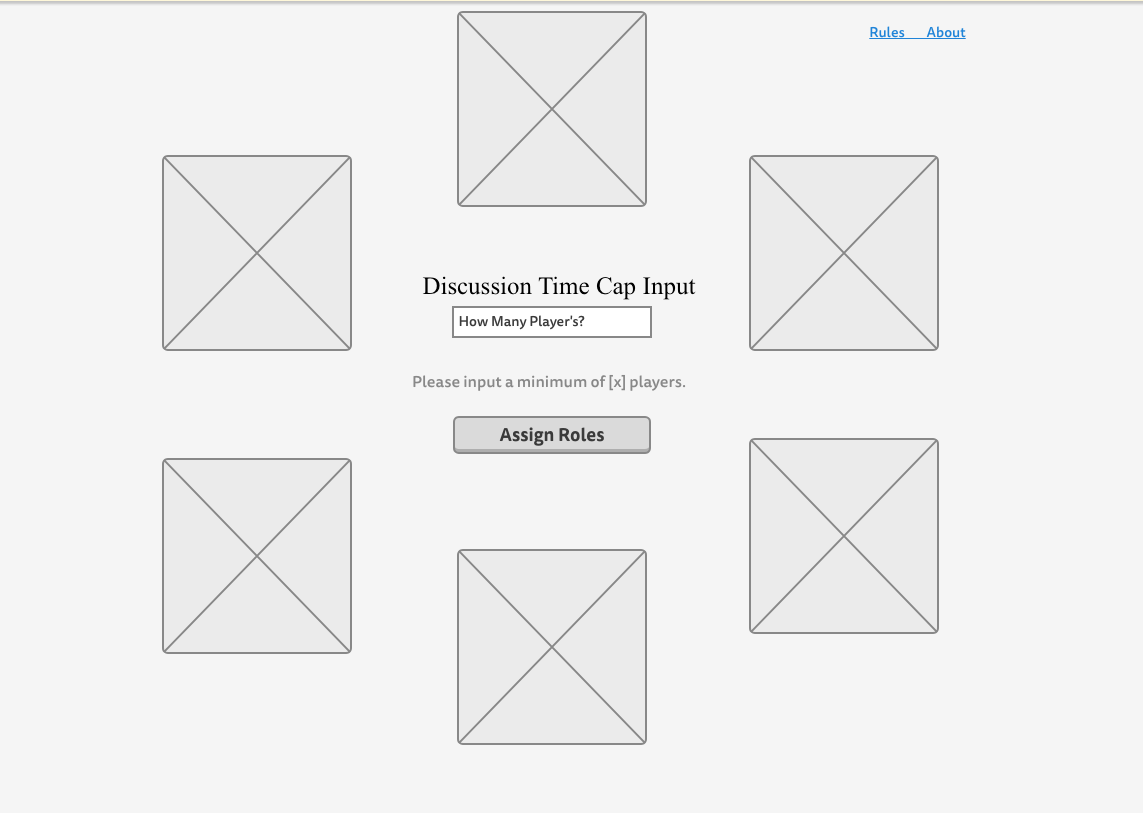 Rules About
Discussion Time Cap Input
How Many Player's?
Please input a minimum of [x] players.
Assign Roles